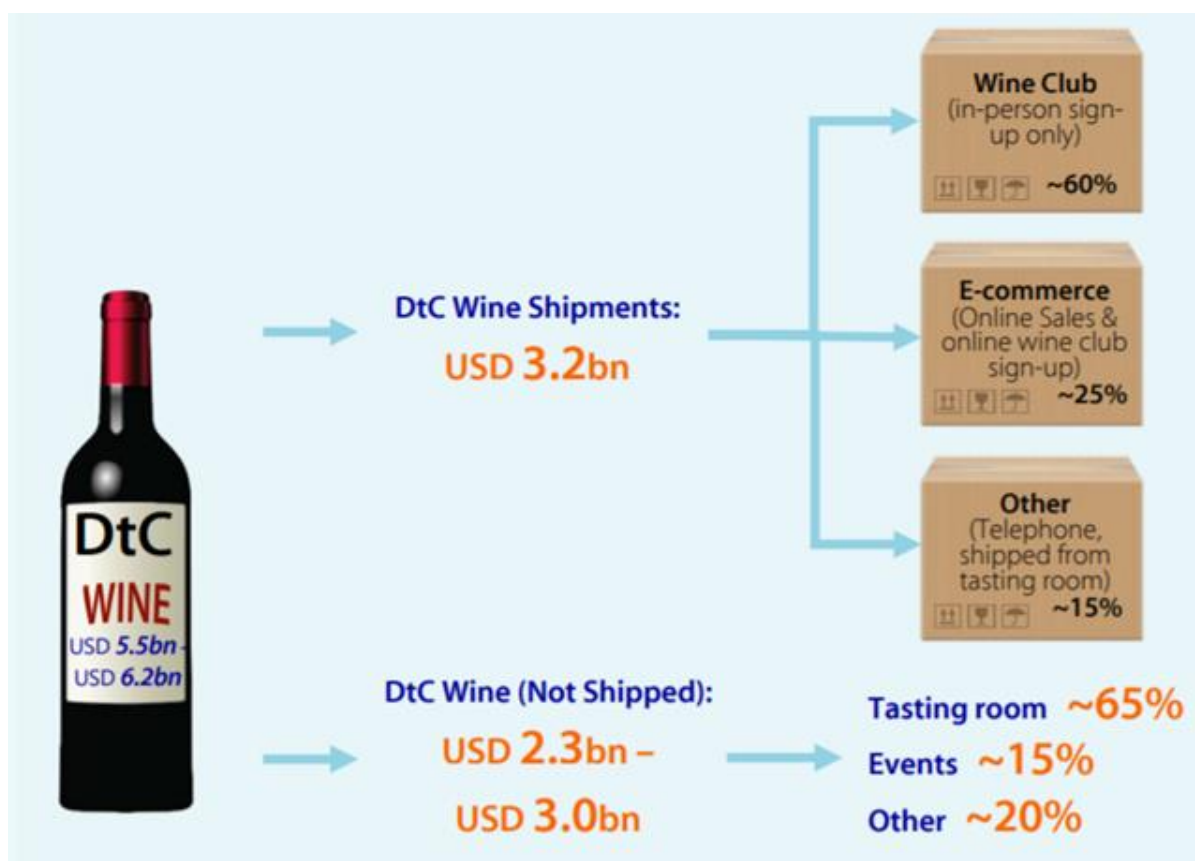 DtC
WINE
USD 5.5bn -
USD 6.2bn
DtC Wine Shipments:
USD 3.2bn
Wine Club
(in-person sign-
up only)
~60%
E-commerce
(Online Sales &
online wine club
sign-up)
~25%
Other
(Telephone,
shipped from
tasting room)
~15%
DtC Wine (Not Shipped):
USD 2.3bn –
USD 3.0bn
Tasting room ~65%
Events ~15%
Other ~20%